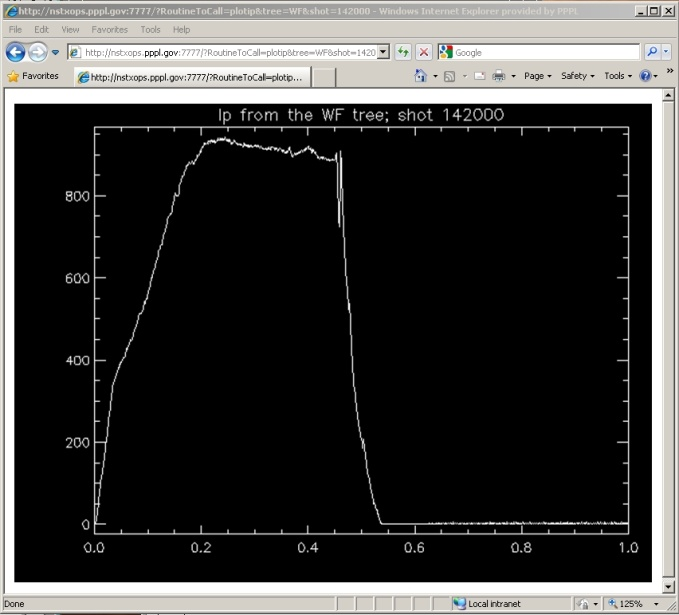 http://nstxops.pppl.gov:7777/?RoutineToCall=plotip&tree=WF&shot=142000 - Windows Internet Explorer provided by PPPL
File Edit View Favorites Tools Help
http://nstxops.pppl.gov:7777/?RoutineToCall=plotip&tree=WF&shot=1420
Google
Favorites
http://nstxops.pppl.gov:7777/?RoutineToCall=plotip...
Page Safety Tools
Ip from the WF tree; shot 142000
800
600
400
200
0
0.0 0.2 0.4 0.6 0.8 1.0
Done
Local intranet
125%